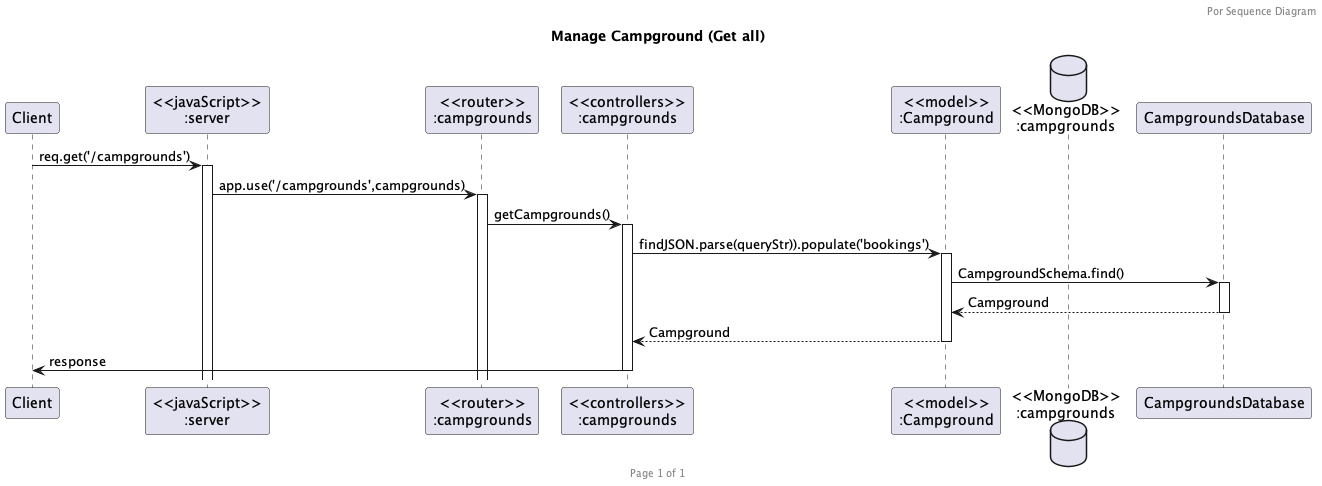 Por Sequence Diagram
Manage Campground (Get all)
Client
<<javaScript>>
:server
<<router>>
:campgrounds
<<controllers>>
:campgrounds
<<model>>
:Campground
<<MongoDB>>
:campgrounds
CampgroundsDatabase
req.get('/campgrounds')
app.use('/campgrounds',campgrounds)
getCampgrounds()
findJSON.parse(queryStr)).populate('bookings')
CampgroundSchema.find()
Campground
Campground
response
Client
<<javaScript>>
:server
<<router>>
:campgrounds
<<controllers>>
:campgrounds
<<model>>
:Campground
<<MongoDB>>
:campgrounds
CampgroundsDatabase
Page 1 of 1